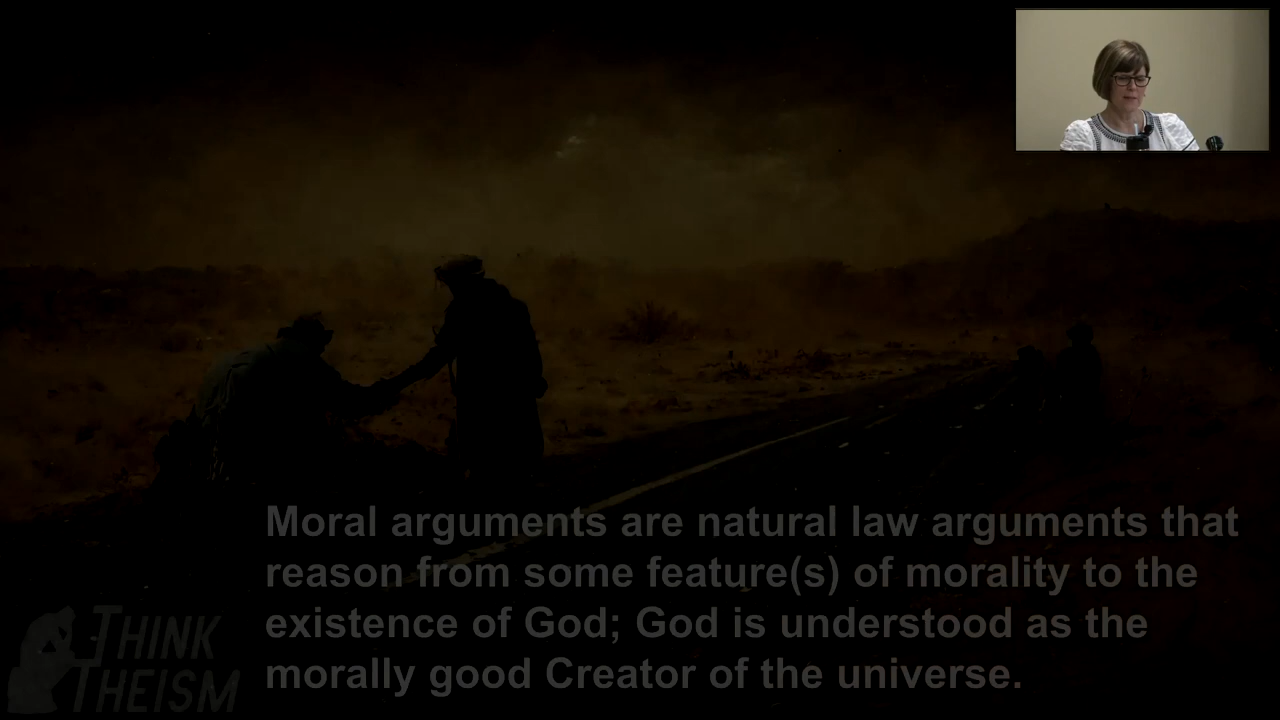 Moral arguments are natural law arguments that
reason from some feature(s) of morality to the
existence of God; God is understood as the
morally good Creator of the universe.
THINK
THEISM